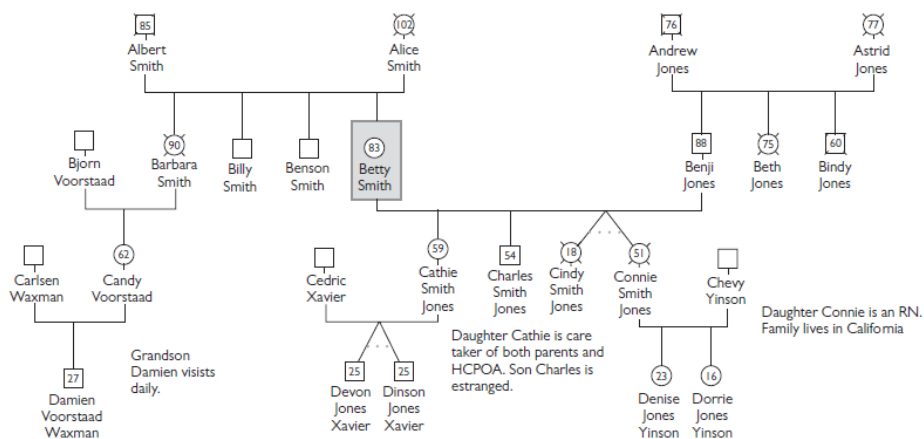 85
Albert
Smith
102
Alice
Smith
76
Andrew
Jones
77
Astrid
Jones
Bjorn
Voorstaad
90
Barbara
Smith
Billy
Smith
Benson
Smith
83
Betty
Smith
88
Benji
Jones
75
Beth
Jones
60
Bindy
Jones
Carlsen
Waxman
62
Candy
Voorstaad
Cedric
Xavier
59
Cathie
Smith
Jones
54
Charles
Smith
Jones
18
Cindy
Smith
Jones
51
Connie
Smith
Jones
Chevy
Yinson
Daughter Connie is an RN.
Family lives in California
Daughter Cathie is care
taker of both parents and
HCPOA. Son Charles is
estranged.
Grandson
Damien visists
daily.
27
Damien
Voorstaad
Waxman
25
Devon
Jones
Xavier
25
Dinson
Jones
Xavier
23
Denise
Jones
Yinson
16
Dorrie
Jones
Yinson